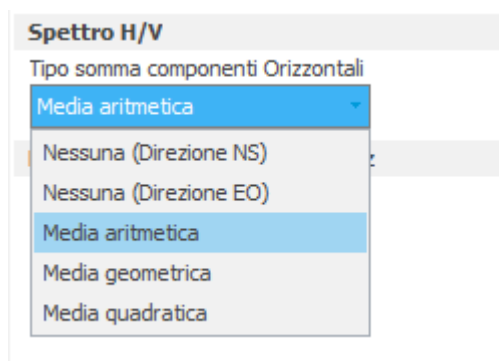 Spettro H/V
Tipo somma componenti Orizzontali
Media aritmetica
Nessuna (Direzione NS)
Nessuna (Direzione EO)
Media aritmetica
Media geometrica
Media quadratica